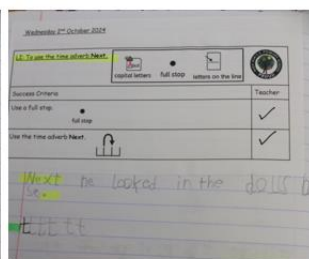 Wednesday 2nd October 2024
LI: To use the time adverb Next.
capital letters
full stop
letters on the line
Success Criteria
Teacher
Use a full stop.
full stop
Use the time adverb Next.
Next he looked in the dolls
se.
t t t t t